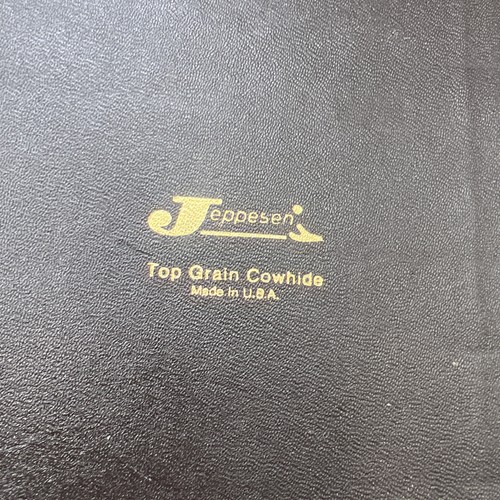 Jeppesen
Top Grain Cowhide
Made in U.S.A.